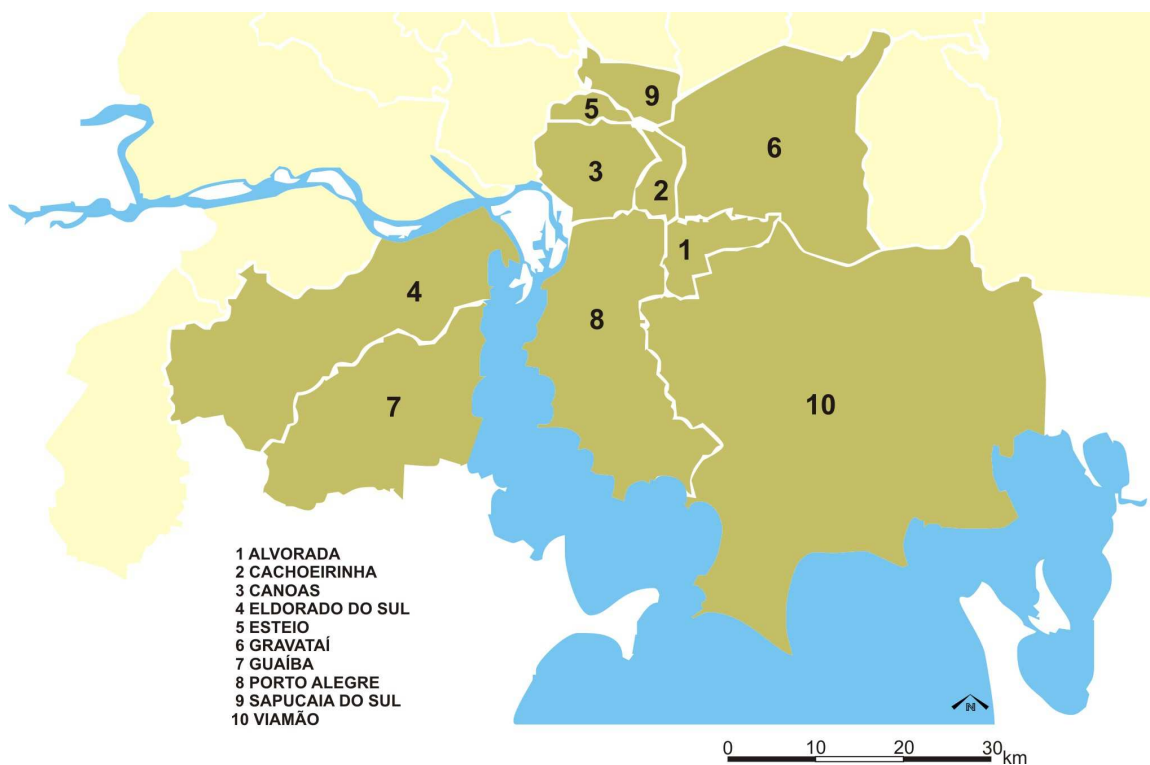 9
5
6
3
2
1
4
8
7
10
1 ALVORADA
2 CACHOEIRINHA
3 CANOAS
4 ELDORADO DO SUL
5 ESTEIO
6 GRAVATAÍ
7 GUAÍBA
8 PORTO ALEGRE
9 SAPUCAIA DO SUL
10 VIAMÃO
N
0 10 20 30 km